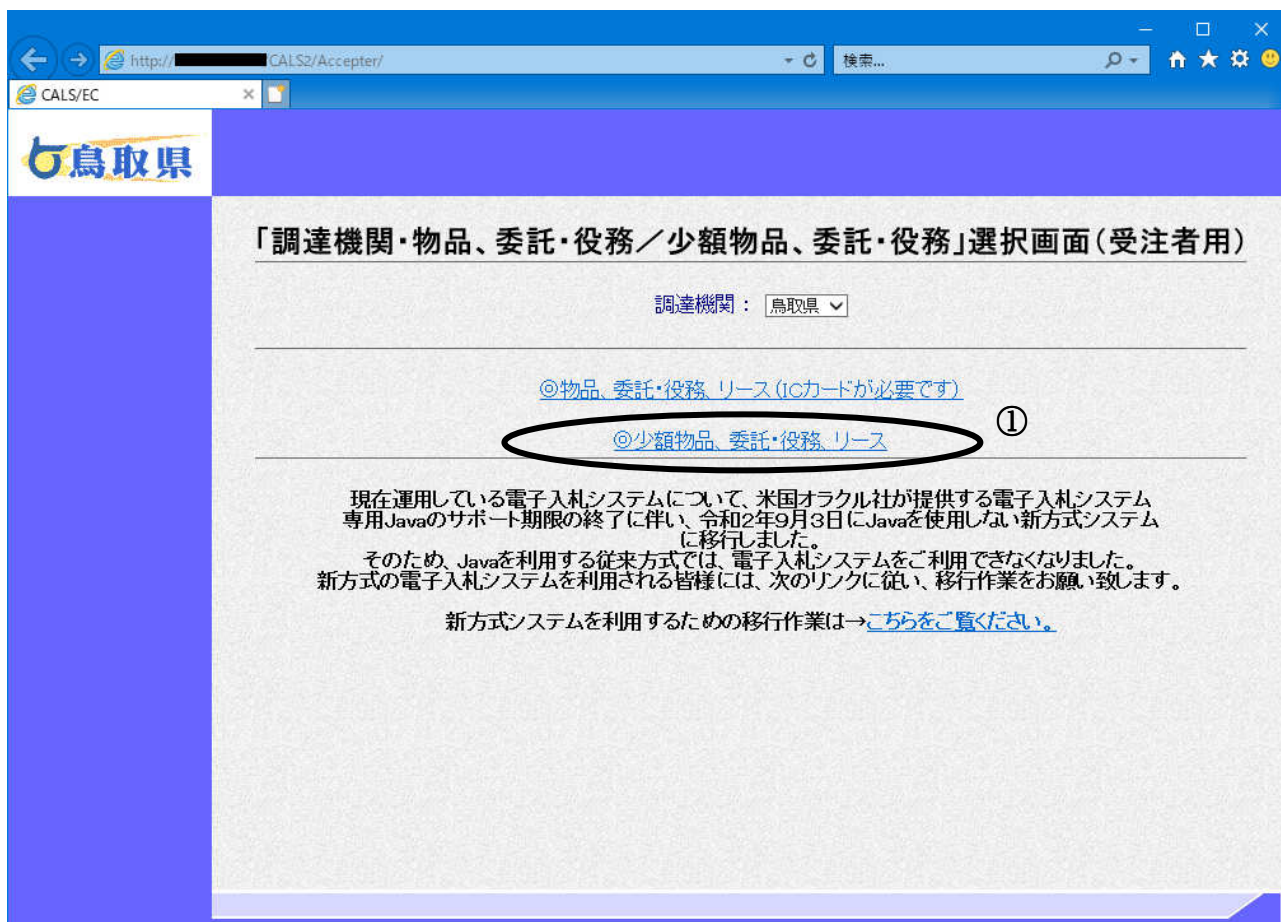 http://
CALS2/Accepter/
検索...
CALS/EC
鳥取県
「調達機関・物品、委託・役務／少額物品、委託・役務」選択画面（受注者用）
調達機関： 鳥取県
◎物品、委託・役務、リース（ICカードが必要です）
◎少額物品、委託・役務、リース
①
現在運用している電子入札システムについて、米国オラクル社が提供する電子入札システム
専用Javaのサポート期限の終了に伴い、令和2年9月3日にJavaを使用しない新方式システム
に移行しました。
そのため、Javaを利用する従来方式では、電子入札システムをご利用できなくなりました。
新方式の電子入札システムを利用される皆様には、次のリンクに従い、移行作業をお願い致します。
新方式システムを利用するための移行作業は→こちらをご覧ください。